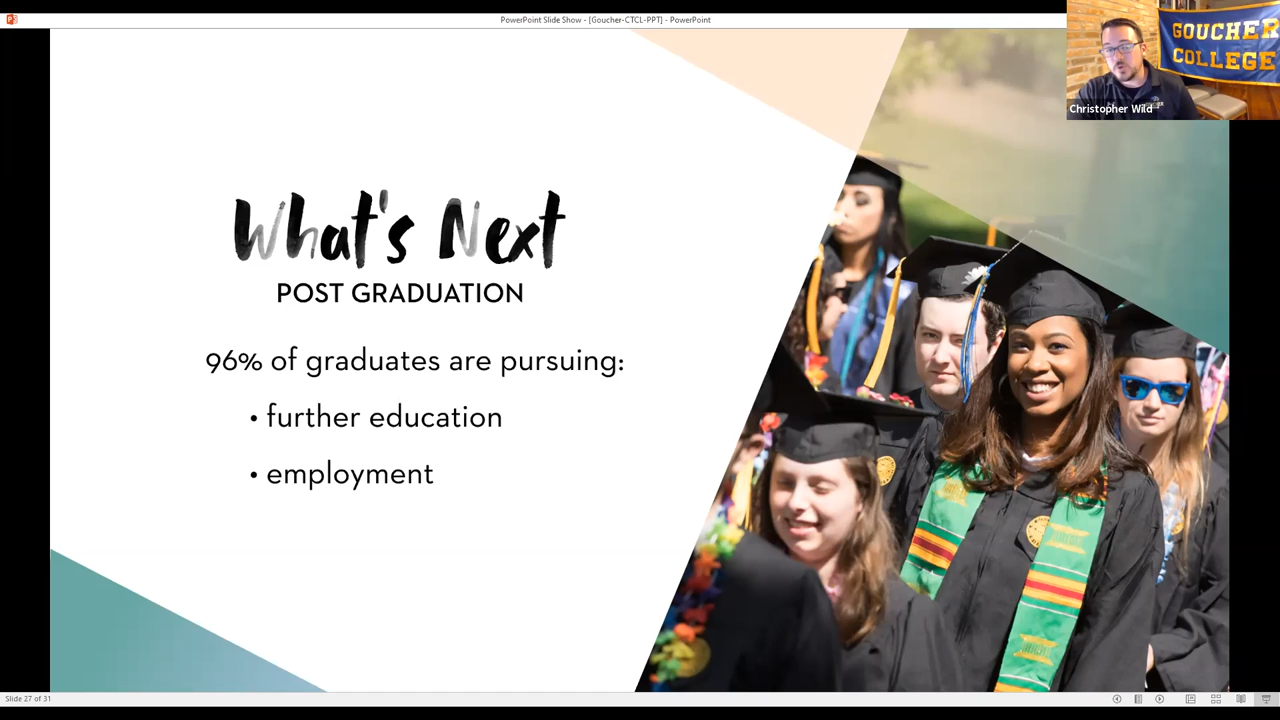 PowerPoint Slide Show - [Goucher-CTCL-PPT] - PowerPoint
GOUCHER
COLLEGE
Christopher Wild
What's Next
POST GRADUATION
96% of graduates are pursuing:
• further education
• employment
Slide 27 of 31